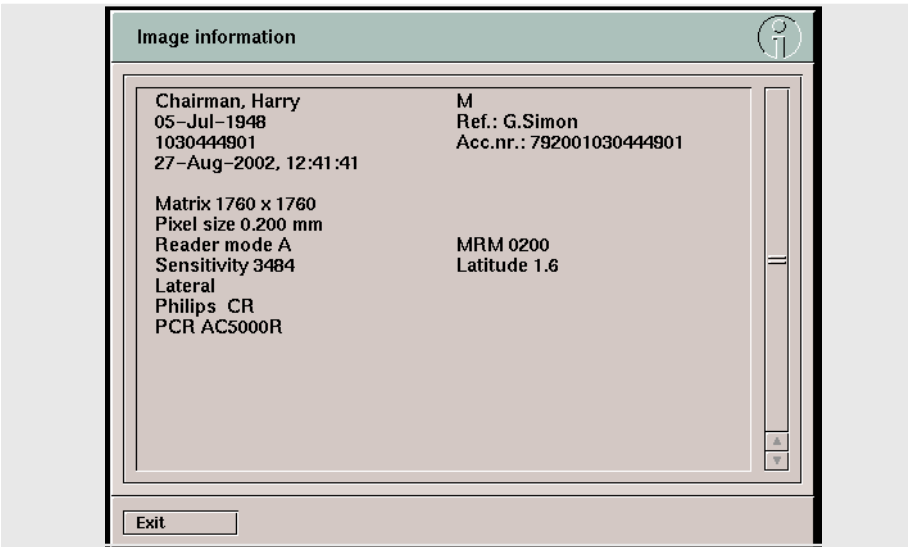 Image information
Chairman, Harry M
05-Jul-1948 Ref.: G.Simon
1030444901 Acc.nr.: 792001030444901
27-Aug-2002, 12:41:41
Matrix 1760 x 1760
Pixel size 0.200 mm
Reader mode A MRM 0200
Sensitivity 3484 Latitude 1.6
Lateral
Philips CR
PCR AC5000R
Exit